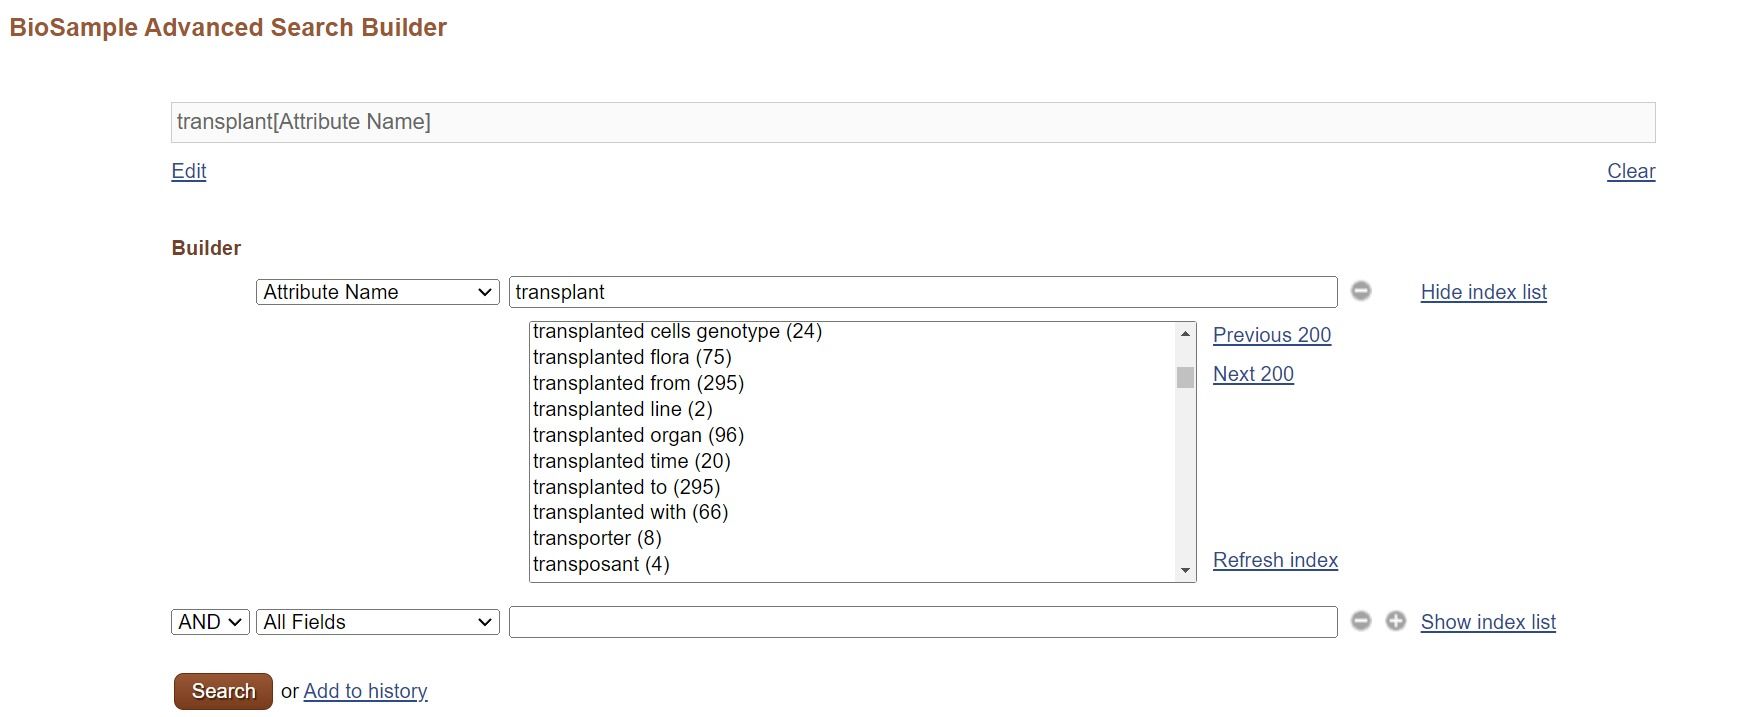 BioSample Advanced Search Builder
transplant[Attribute Name]
Edit Clear
Builder
Attribute Name transplant Hide index list
transplanted cells genotype (24)
transplanted flora (75)
transplanted from (295)
transplanted line (2)
transplanted organ (96)
transplanted time (20)
transplanted to (295)
transplanted with (66)
transporter (8)
transposant (4)
Previous 200
Next 200
Refresh index
AND All Fields Show index list
Search or Add to history